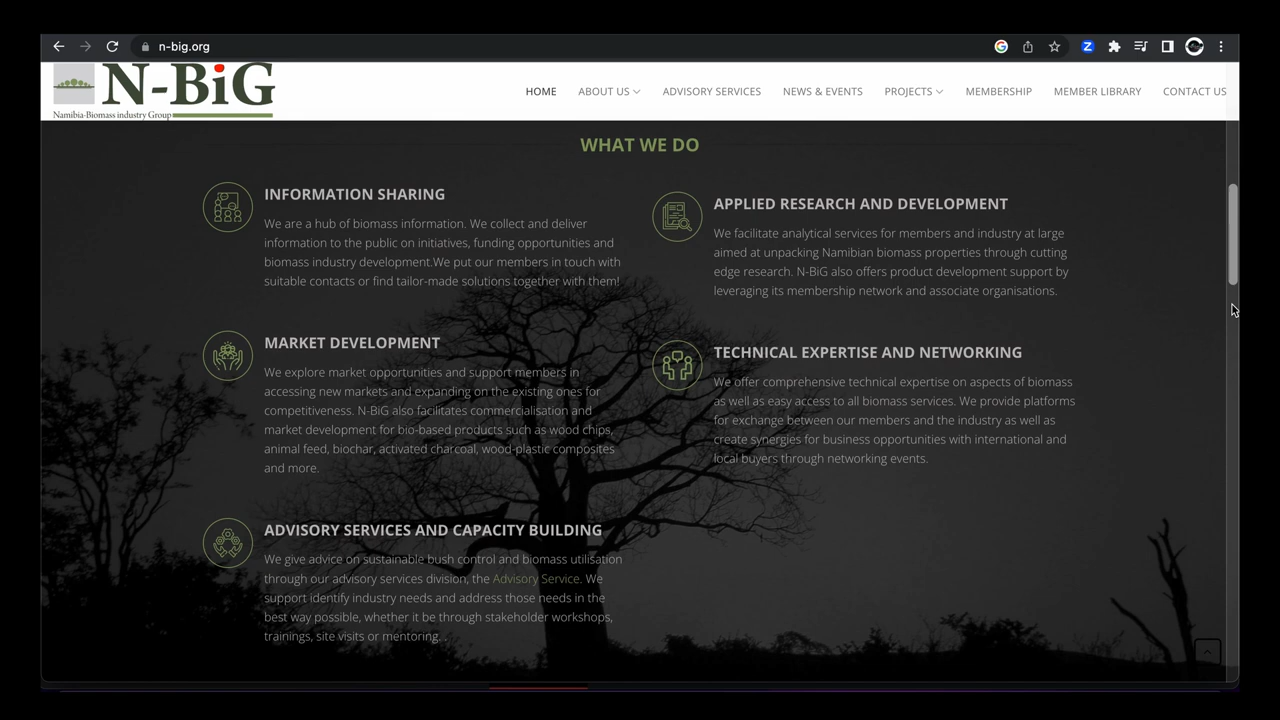 n-big.org
N-BiG
Namibia Biomass industry Group
HOME ABOUT US ADVISORY SERVICES NEWS & EVENTS PROJECTS MEMBERSHIP MEMBER LIBRARY CONTACT US
WHAT WE DO
INFORMATION SHARING
We are a hub of biomass information. We collect and deliver
information to the public on initiatives, funding opportunities and
biomass industry development.We put our members in touch with
suitable contacts or find tailor-made solutions together with them!
APPLIED RESEARCH AND DEVELOPMENT
We facilitate analytical services for members and industry at large
aimed at unpacking Namibian biomass properties through cutting
edge research. N-BiG also offers product development support by
leveraging its membership network and associate organisations.
MARKET DEVELOPMENT
We explore market opportunities and support members in
accessing new markets and expanding on the existing ones for
competitiveness. N-BiG also facilitates commercialisation and
market development for bio-based products such as wood chips,
animal feed, biochar, activated charcoal, wood-plastic composites
and more.
TECHNICAL EXPERTISE AND NETWORKING
We offer comprehensive technical expertise on aspects of biomass
as well as easy access to all biomass services. We provide platforms
for exchange between our members and the industry as well as
create synergies for business opportunities with international and
local buyers through networking events.
ADVISORY SERVICES AND CAPACITY BUILDING
We give advice on sustainable bush control and biomass utilisation
through our advisory services division, the Advisory Service. We
support identify industry needs and address those needs in the
best way possible, whether it be through stakeholder workshops,
trainings, site visits or mentoring.